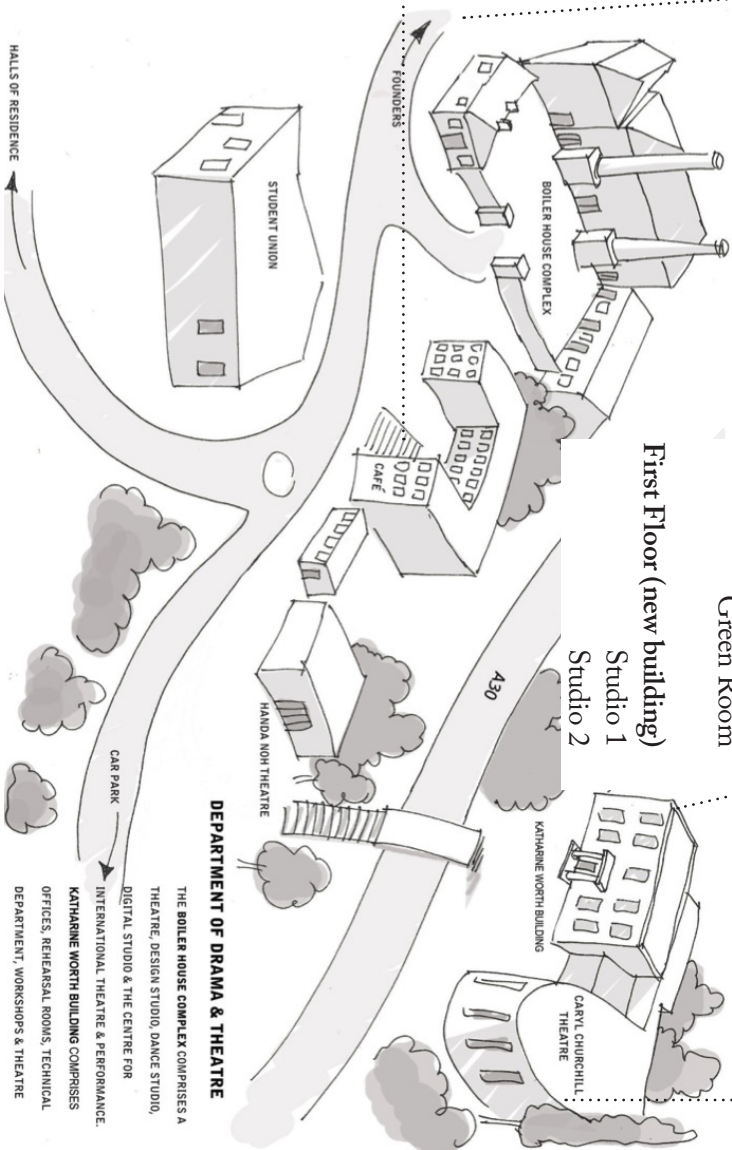 Green Room
First Floor (new building)
Studio 1
Studio 2
CARYL CHURCHILL
THEATRE
BOILER HOUSE COMPLEX
KATHARINE WORTH BUILDING
A30
FOUNDERS
CAFÉ
STUDENT UNION
HANDA NOH THEATRE
DEPARTMENT OF DRAMA & THEATRE
THE BOILER HOUSE COMPLEX COMPRISES A
THEATRE, DESIGN STUDIO, DANCE STUDIO,
DIGITAL STUDIO & THE CENTRE FOR
INTERNATIONAL THEATRE & PERFORMANCE.
KATHARINE WORTH BUILDING COMPRISES
OFFICES, REHEARSAL ROOMS, TECHNICAL
DEPARTMENT, WORKSHOPS & THEATRE
CAR PARK
HALLS OF RESIDENCE